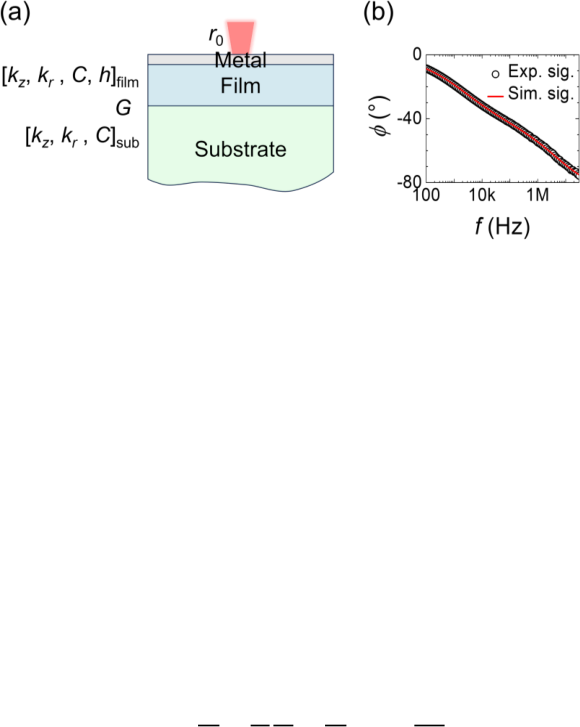 (a)
r0
Metal
[kz, kr , C, h]film
Film
G
[kz, kr , C]sub
Substrate
(b)
0
-40
-80
ϕ (°)
Exp. sig.
Sim. sig.
100 10k 1M
f (Hz)